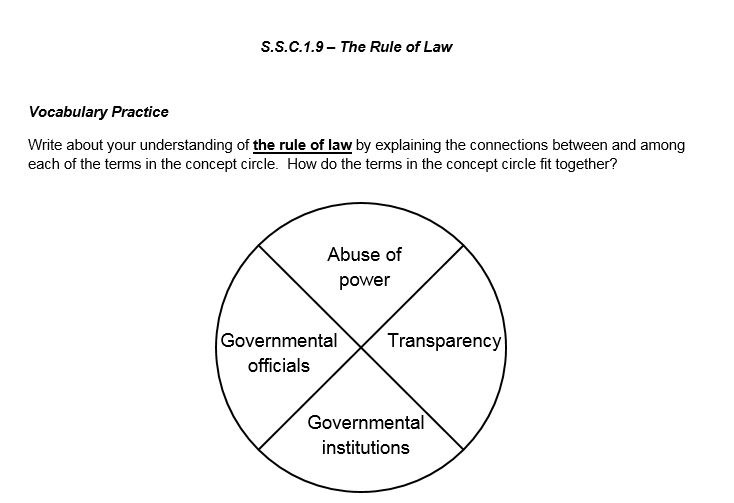 S.S.C.1.9 – The Rule of Law
Vocabulary Practice
Write about your understanding of the rule of law by explaining the connections between and among
each of the terms in the concept circle.  How do the terms in the concept circle fit together?
Abuse of
power
Governmental
officials
Transparency
Governmental
institutions